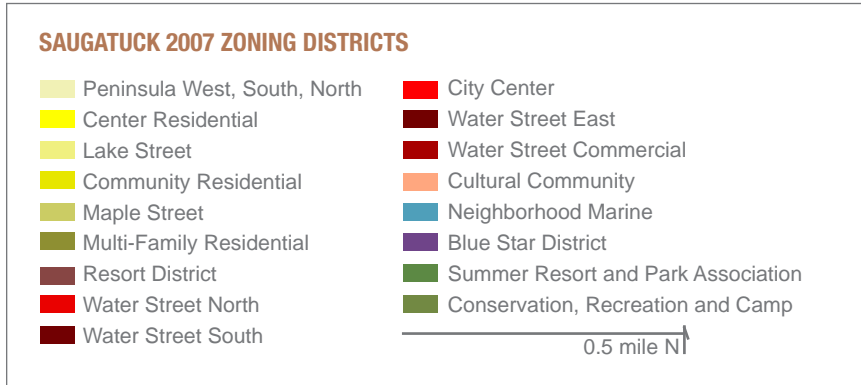 SAUGATUCK 2007 ZONING DISTRICTS
Peninsula West, South, North
Center Residential
Lake Street
Community Residential
Maple Street
Multi-Family Residential
Resort District
Water Street North
Water Street South
City Center
Water Street East
Water Street Commercial
Cultural Community
Neighborhood Marine
Blue Star District
Summer Resort and Park Association
Conservation, Recreation and Camp
0.5 mile N